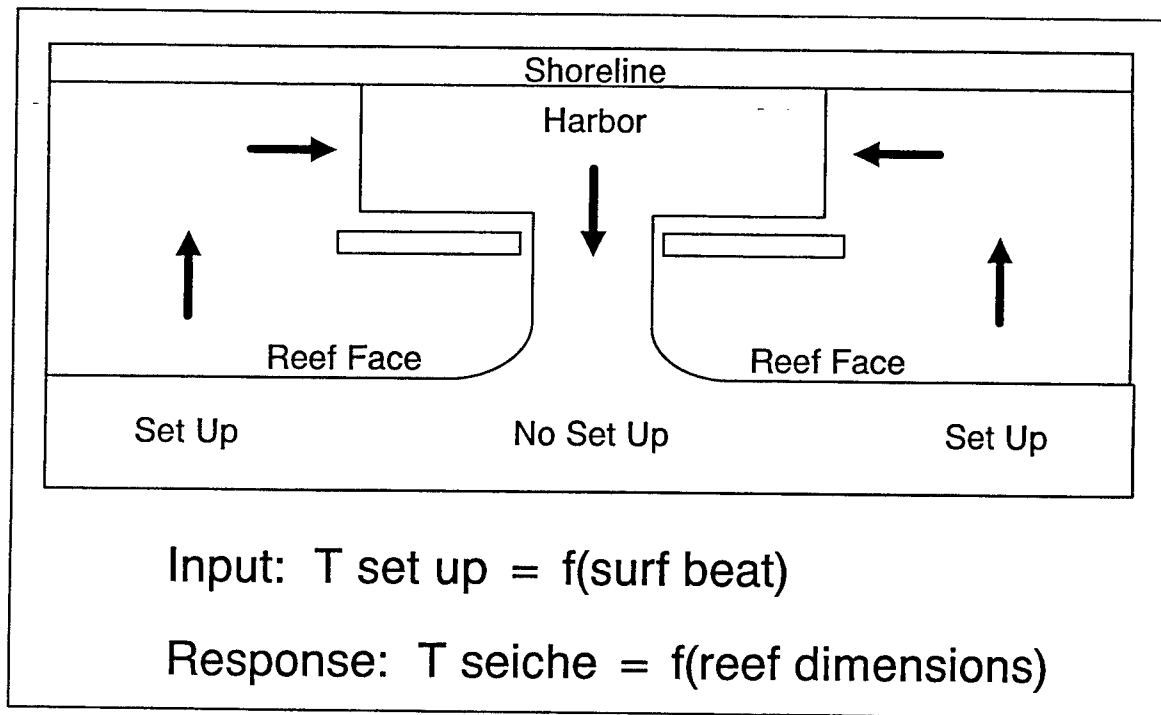 Shoreline
Harbor
Reef Face
Reef Face
Set Up
No Set Up
Set Up
Input: T set up = f(surf beat)
Response: T seiche = f(reef dimensions)